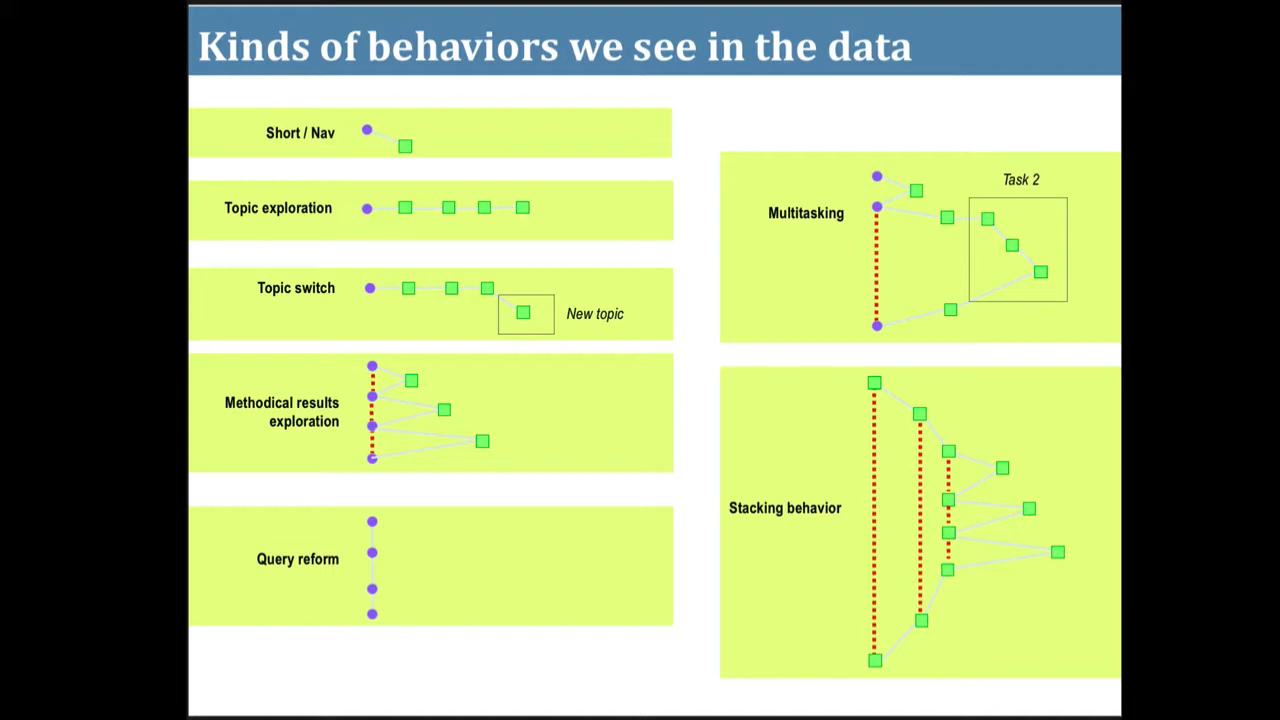 Kinds of behaviors we see in the data
Short / Nav
Topic exploration
Topic switch
New topic
Methodical results
exploration
Query reform
Task 2
Multitasking
Stacking behavior